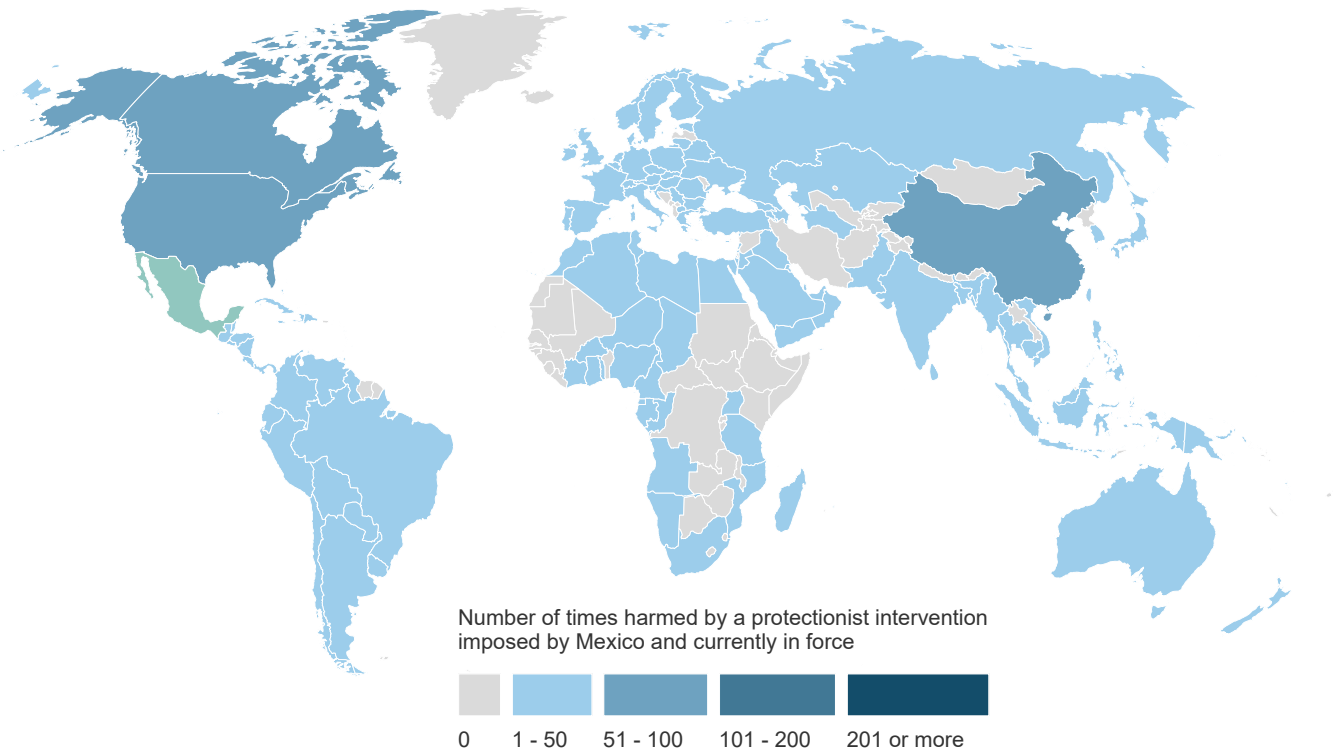 Number of times harmed by a protectionist intervention
imposed by Mexico and currently in force
0 1 - 50 51 - 100 101 - 200 201 or more